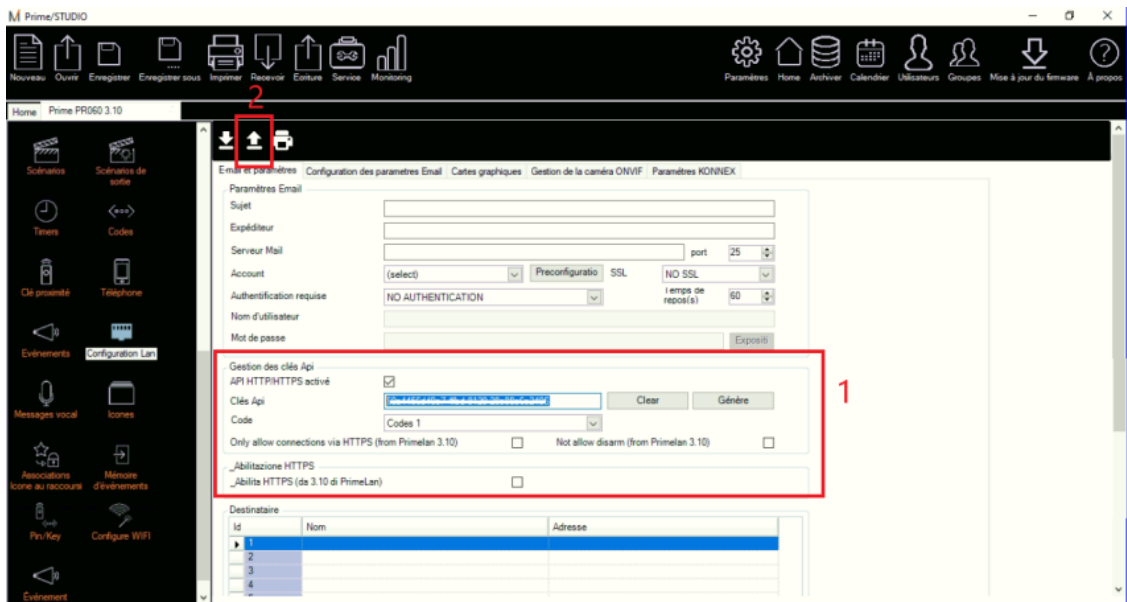 Prime/STUDIO
Nouveau Ouvrir Enregistrer Enregistrer sous Imprimer Recevoir Ecriture Service Monitoring Paramètres Home Archiver Calendrier Utilisateurs Groupes Mise à jour du firmware À propos
2
Home Prime PR060 3.10
Scénarios Scénarios de sortie
Timers Codes
Clé proximité Téléphone
Evénements Configuration Lan
Messages vocal Icones
Associations Icone au raccourai Mémoire d'événements
Pin/Key Configure WIFI
Événement
E-mail et paramètres Configuration des parametres Email Cartes graphiques Gestion de la caméra ONVIF Paramètres KONNEX
Paramètres Email
Sujet
Expéditeur
Serveur Mail port 25
Account (select) Preconfiguratio SSL NO SSL
Authentification requise NO AUTHENTICATION Temps de repos(s) 60
Nom d'utilisateur
Mot de passe Expositi
Gestion des clés Api
API HTTP/HTTPS activé
1
Clés Api Clear Génère
Code Codes 1
Only allow connections via HTTPS (from Primelan 3.10) Not allow disarm (from Primelan 3.10)
_Abilitazione HTTPS
_Abilita HTTPS (da 3.10 di PrimeLan)
Destinataire
Id Nom Adresse
1
2
3
4